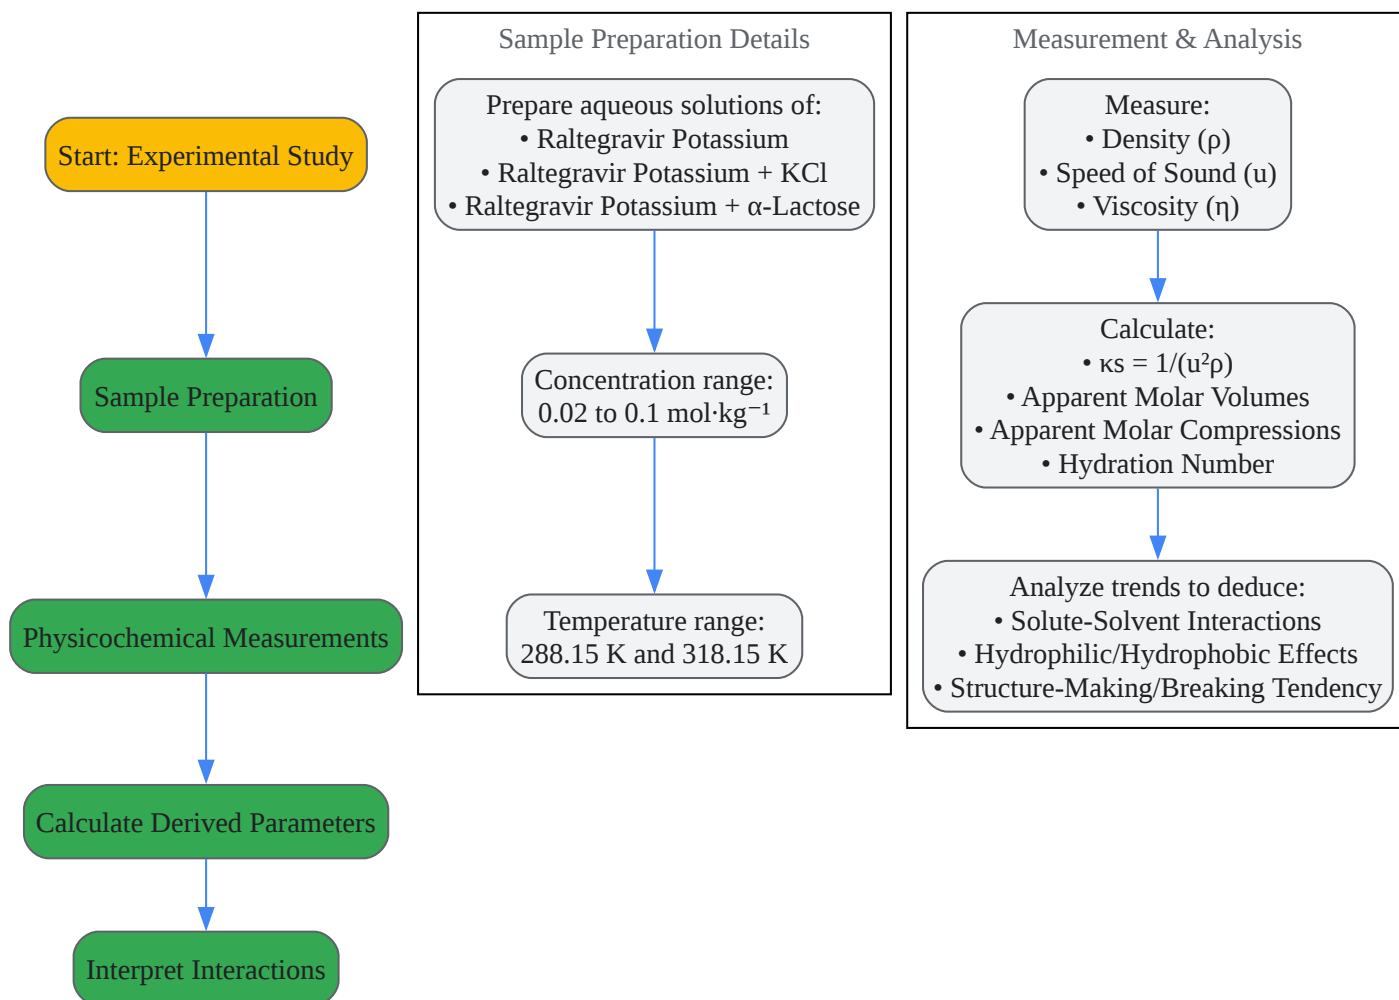 Start: Experimental Study
Sample Preparation
Physicochemical Measurements
Calculate Derived Parameters
Interpret Interactions
Sample Preparation Details
Prepare aqueous solutions of:
• Raltegravir Potassium
• Raltegravir Potassium + KCl
• Raltegravir Potassium + α-Lactose
Concentration range:
0.02 to 0.1 mol·kg⁻¹
Temperature range:
288.15 K and 318.15 K
Measurement & Analysis
Measure:
• Density (ρ)
• Speed of Sound (u)
• Viscosity (η)
Calculate:
• κs = 1/(u²ρ)
• Apparent Molar Volumes
• Apparent Molar Compressions
• Hydration Number
Analyze trends to deduce:
• Solute-Solvent Interactions
• Hydrophilic/Hydrophobic Effects
• Structure-Making/Breaking Tendency